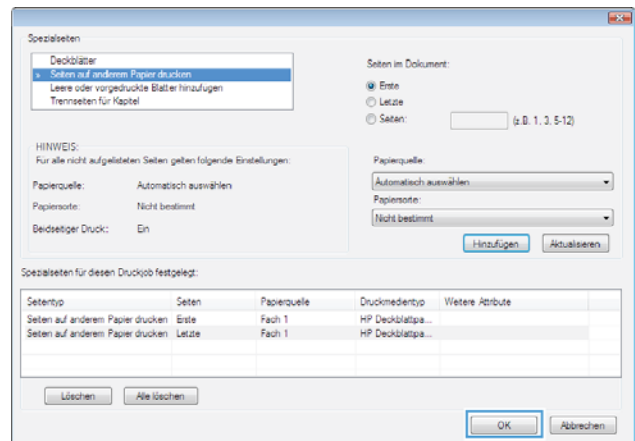 Spezialseiten
Deckblätter
Seiten auf anderem Papier drucken
Leere oder vorgedruckte Blätter hinzufügen
Trennseiten für Kapitel
Seiten im Dokument:
Erste
Letzte
Seiten: (z.B. 1, 3, 5-12)
HINWEIS:
Für alle nicht aufgelisteten Seiten gelten folgende Einstellungen:
Papierquelle: Automatisch auswählen
Papiersorte: Nicht bestimmt
Beidseitiger Druck: Ein
Papierquelle:
Automatisch auswählen
Papiersorte:
Nicht bestimmt
Hinzufügen Aktualisieren
Spezialseiten für diesen Druckjob festgelegt:
Seitentyp Seiten Papierquelle Druckmedientyp Weitere Attribute
Seiten auf anderem Papier drucken Erste Fach 1 HP Deckblattpa...
Seiten auf anderem Papier drucken Letzte Fach 1 HP Deckblattpa...
Löschen Alle löschen
OK Abbrechen